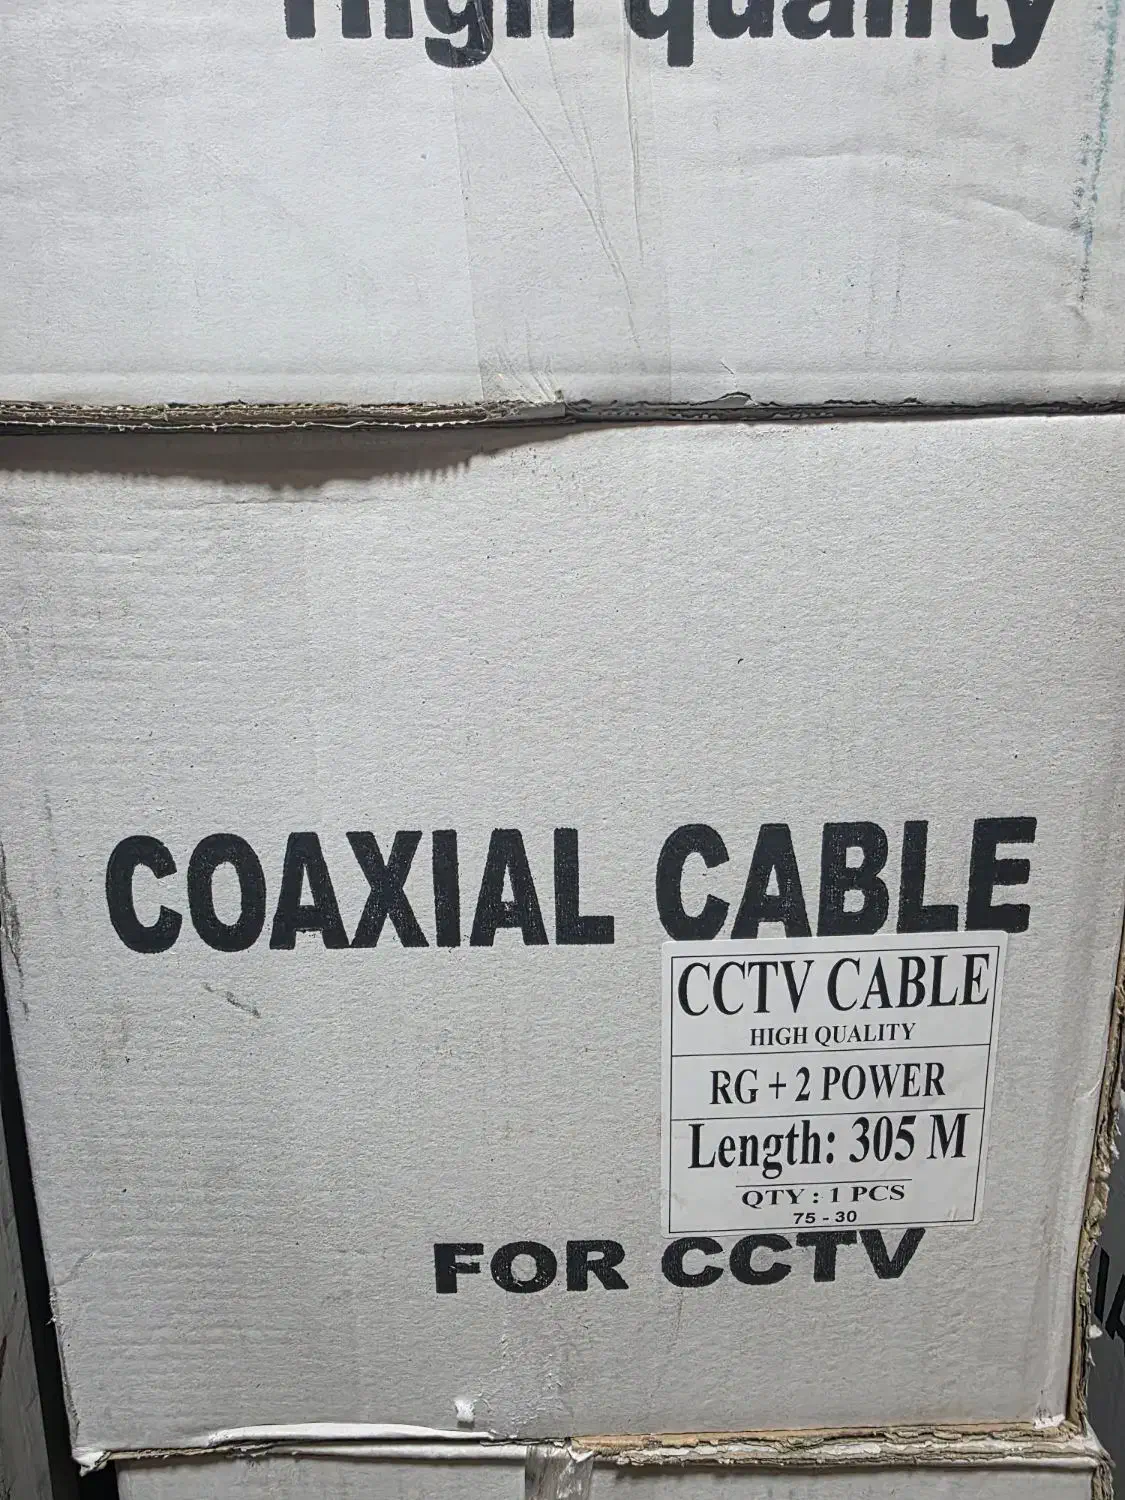 High quality
COAXIAL CABLE
CCTV CABLE
HIGH QUALITY
RG + 2 POWER
Length: 305 M
QTY : 1 PCS
75 - 30
FOR CCTV